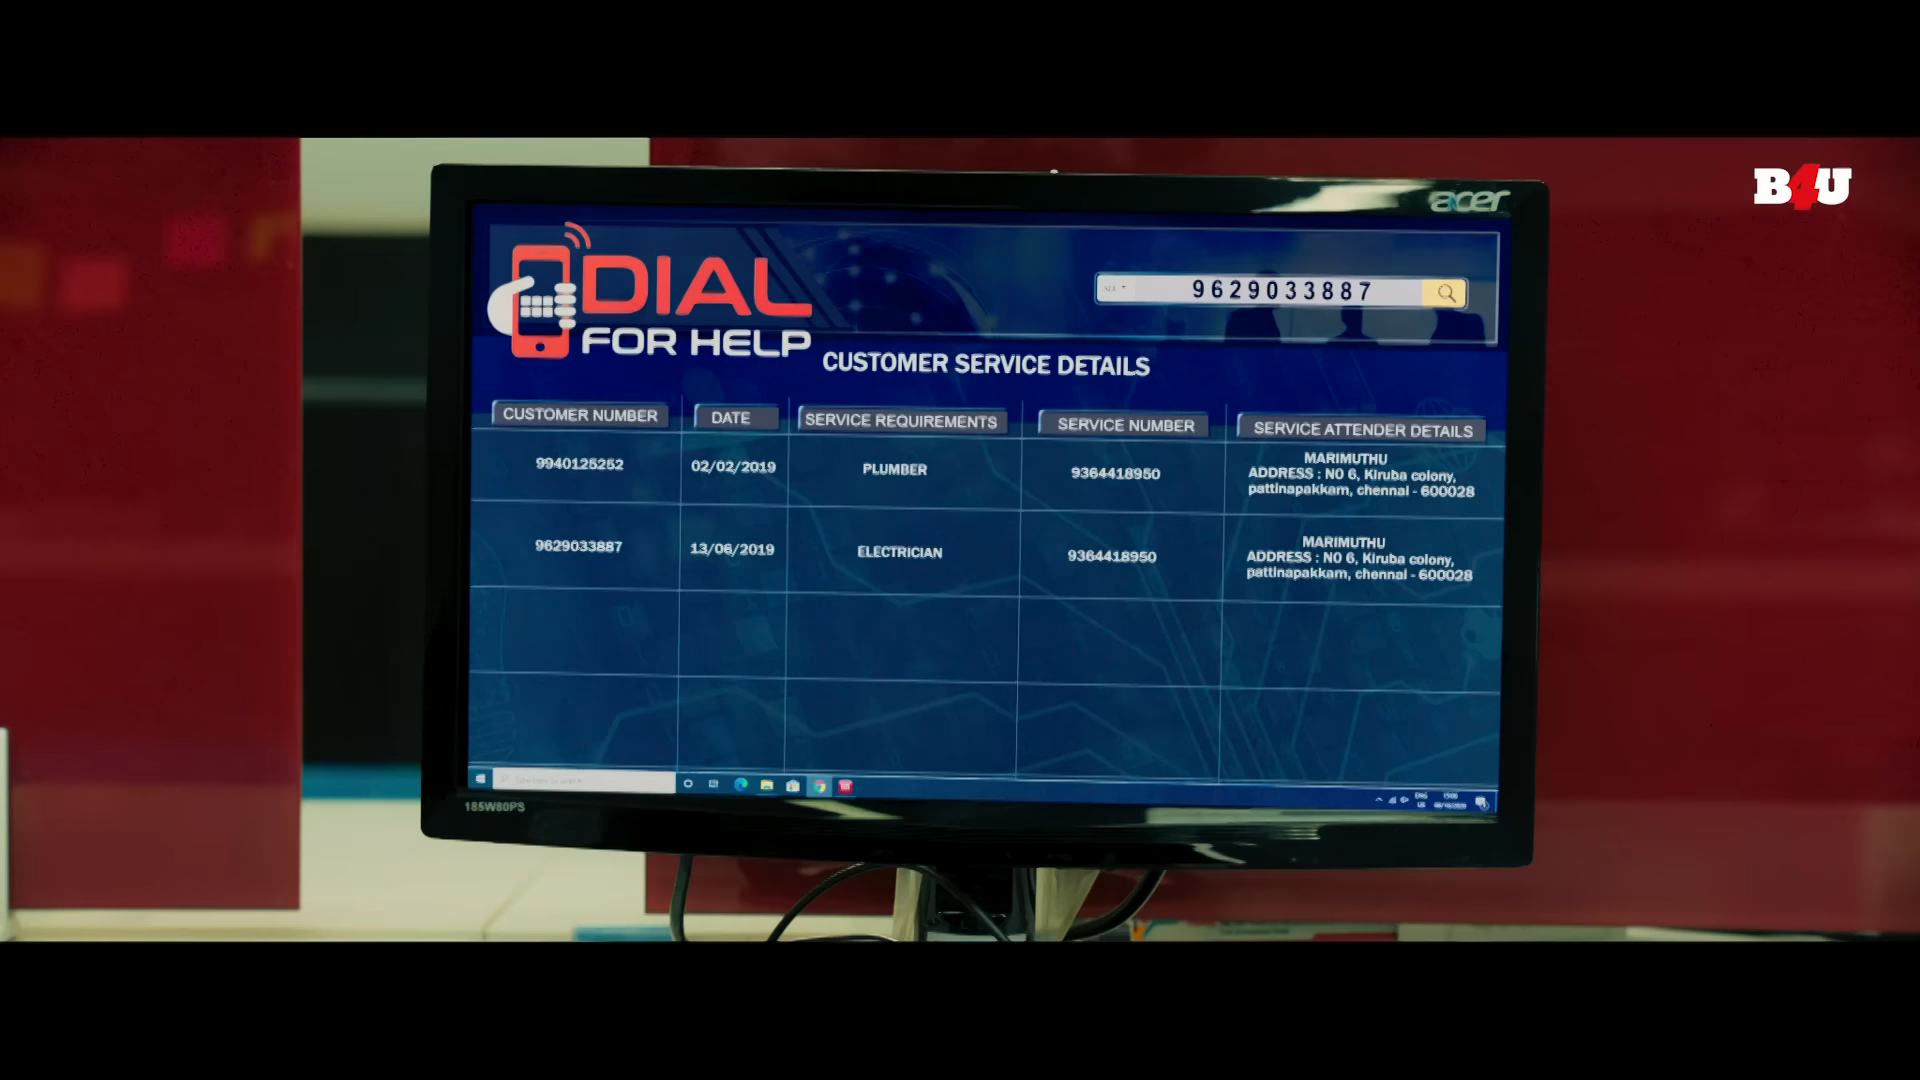 B4U
acer
DIAL
FOR HELP
9629033887
CUSTOMER SERVICE DETAILS
CUSTOMER NUMBER DATE SERVICE REQUIREMENTS SERVICE NUMBER SERVICE ATTENDER DETAILS
9940125252 02/02/2019 PLUMBER 9364418950 MARIMUTHU
ADDRESS : NO 6, Kiruba colony,
pattinapakkam, chennai - 600028
9629033887 13/06/2019 ELECTRICIAN 9364418950 MARIMUTHU
ADDRESS : NO 6, Kiruba colony,
pattinapakkam, chennai - 600028
185W80PS